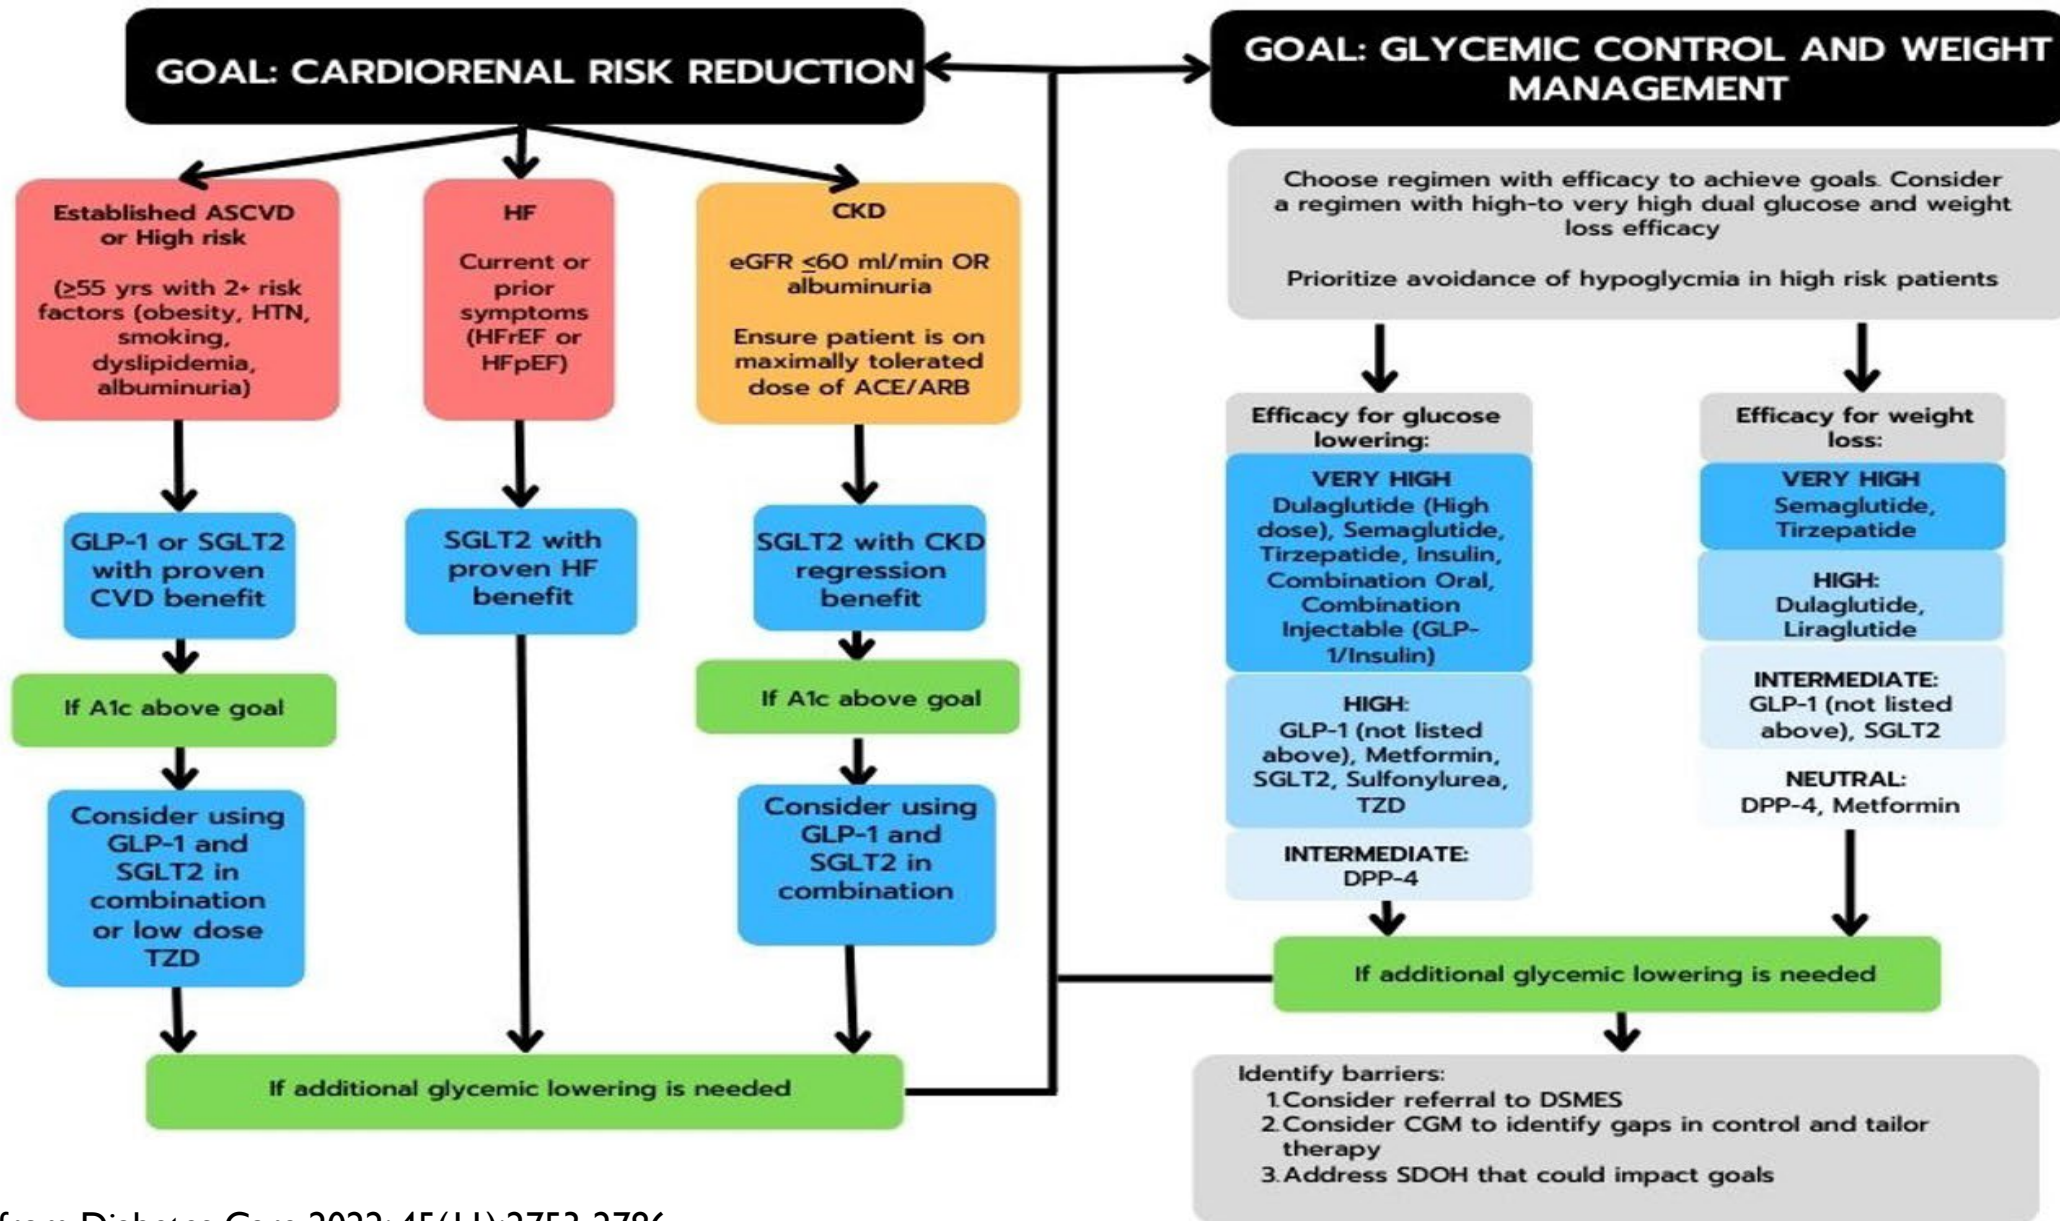 GOAL: CARDIORENAL RISK REDUCTION
GOAL: GLYCEMIC CONTROL AND WEIGHT
MANAGEMENT
Established ASCVD
or High risk
(≥55 yrs with 2+ risk
factors (obesity, HTN,
smoking,
dyslipidemia,
albuminuria)
HF
Current or
prior
symptoms
(HFrEF or
HFpEF)
CKD
eGFR ≤60 ml/min OR
albuminuria
Ensure patient is on
maximally tolerated
dose of ACE/ARB
GLP-1 or SGLT2
with proven
CVD benefit
SGLT2 with
proven HF
benefit
SGLT2 with CKD
regression
benefit
If A1c above goal
If A1c above goal
Consider using
GLP-1 and
SGLT2 in
combination
or low dose
TZD
Consider using
GLP-1 and
SGLT2 in
combination
If additional glycemic lowering is needed
Choose regimen with efficacy to achieve goals. Consider
a regimen with high-to very high dual glucose and weight
loss efficacy
Prioritize avoidance of hypoglycmia in high risk patients
Efficacy for glucose
lowering:
VERY HIGH
Dulaglutide (High
dose), Semaglutide,
Tirzepatide, Insulin,
Combination Oral,
Combination
Injectable (GLP-
1/Insulin)
HIGH:
GLP-1 (not listed
above), Metformin,
SGLT2, Sulfonylurea,
TZD
INTERMEDIATE:
DPP-4
Efficacy for weight
loss:
VERY HIGH
Semaglutide,
Tirzepatide
HIGH:
Dulaglutide,
Liraglutide
INTERMEDIATE:
GLP-1 (not listed
above), SGLT2
NEUTRAL:
DPP-4, Metformin
If additional glycemic lowering is needed
Identify barriers:
1.Consider referral to DSMES
2.Consider CGM to identify gaps in control and tailor
therapy
3.Address SDOH that could impact goals
from Diabetes Care 2022; 45(11):2753-2786